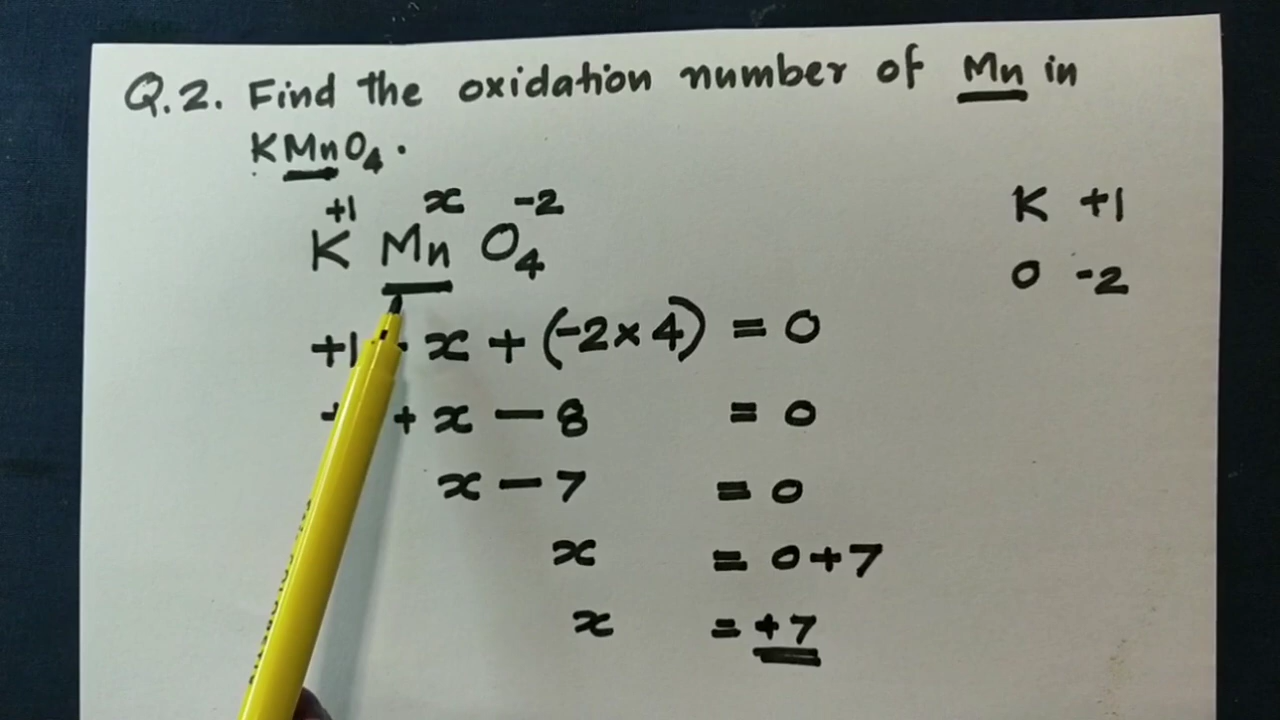 Q.2. Find the oxidation number of Mn in
KMnO4.
+1 x -2
K +1
K Mn O4
O -2
+1 x + (-2×4) = 0
+ x - 8 = 0
x - 7 = 0
x = 0+7
x = +7